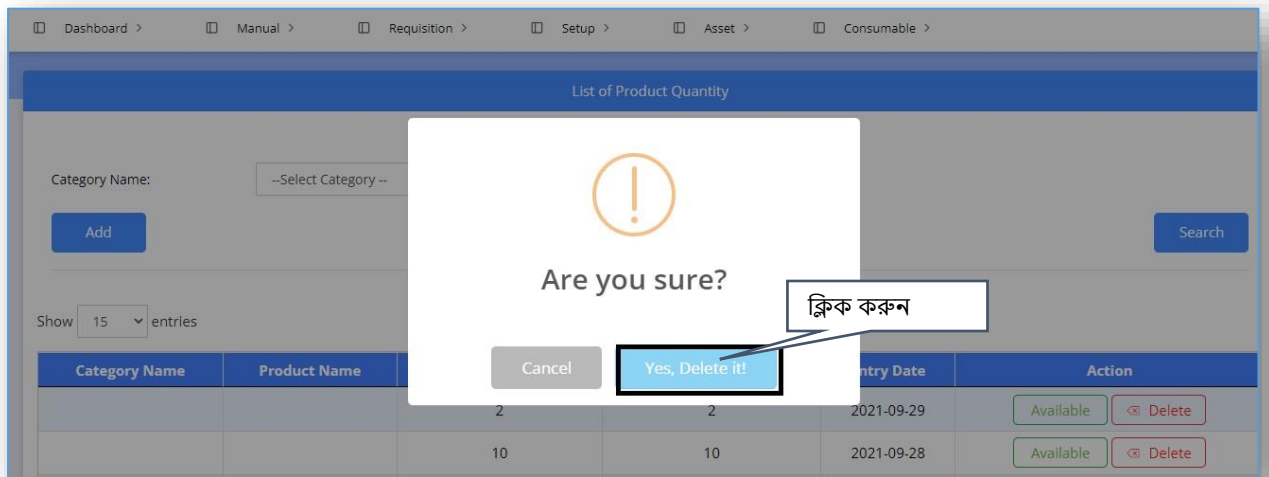 Dashboard > Manual > Requisition > Setup > Asset > Consumable >
List of Product Quantity
Category Name: --Select Category --
Add Search
Are you sure?
ক্লিক করুন
Show 15 entries
Cancel Yes, Delete it!
Category Name Product Name ntry Date Action
2 2 2021-09-29 Available Delete
10 10 2021-09-28 Available Delete